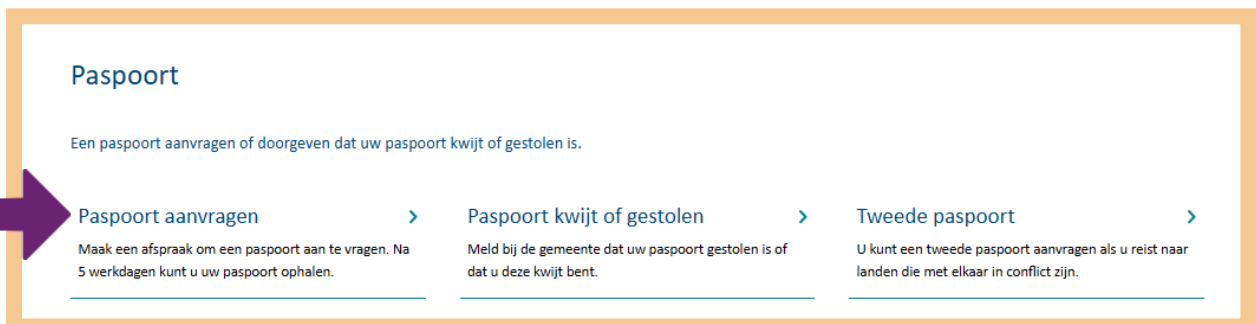 Paspoort
Een paspoort aanvragen of doorgeven dat uw paspoort kwijt of gestolen is.
Paspoort aanvragen
Maak een afspraak om een paspoort aan te vragen. Na
5 werkdagen kunt u uw paspoort ophalen.
Paspoort kwijt of gestolen
Meld bij de gemeente dat uw paspoort gestolen is of
dat u deze kwijt bent.
Tweede paspoort
U kunt een tweede paspoort aanvragen als u reist naar
landen die met elkaar in conflict zijn.